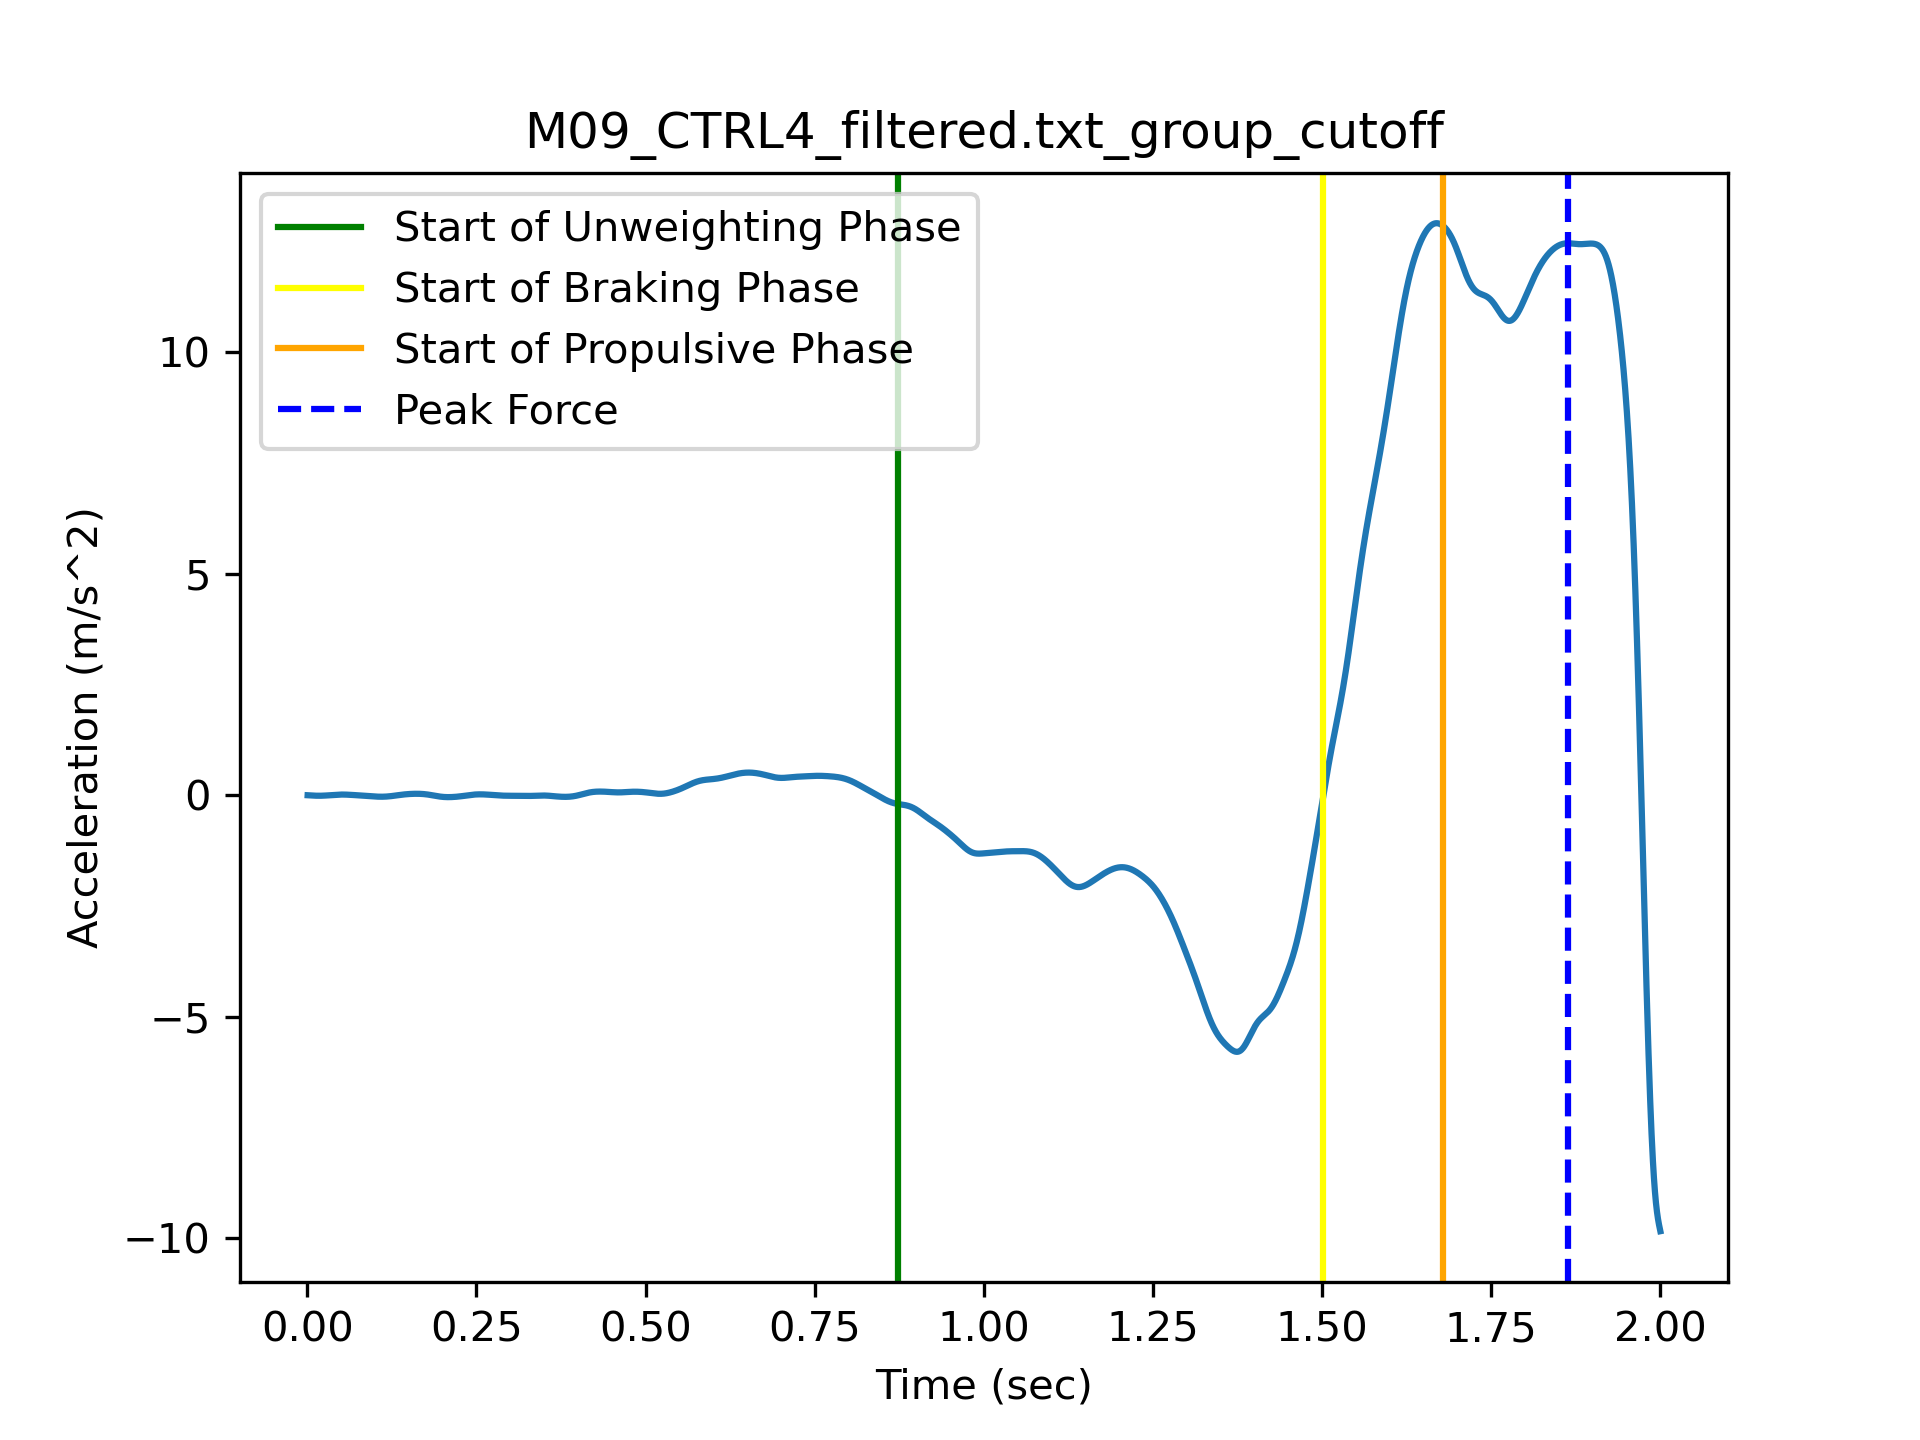 M09_CTRL4_filtered.txt_group_cutoff
Start of Unweighting Phase
Start of Braking Phase
Start of Propulsive Phase
Peak Force
Acceleration (m/s^2)
10
5
0
−5
−10
0.00 0.25 0.50 0.75 1.00 1.25 1.50 1.75 2.00
Time (sec)